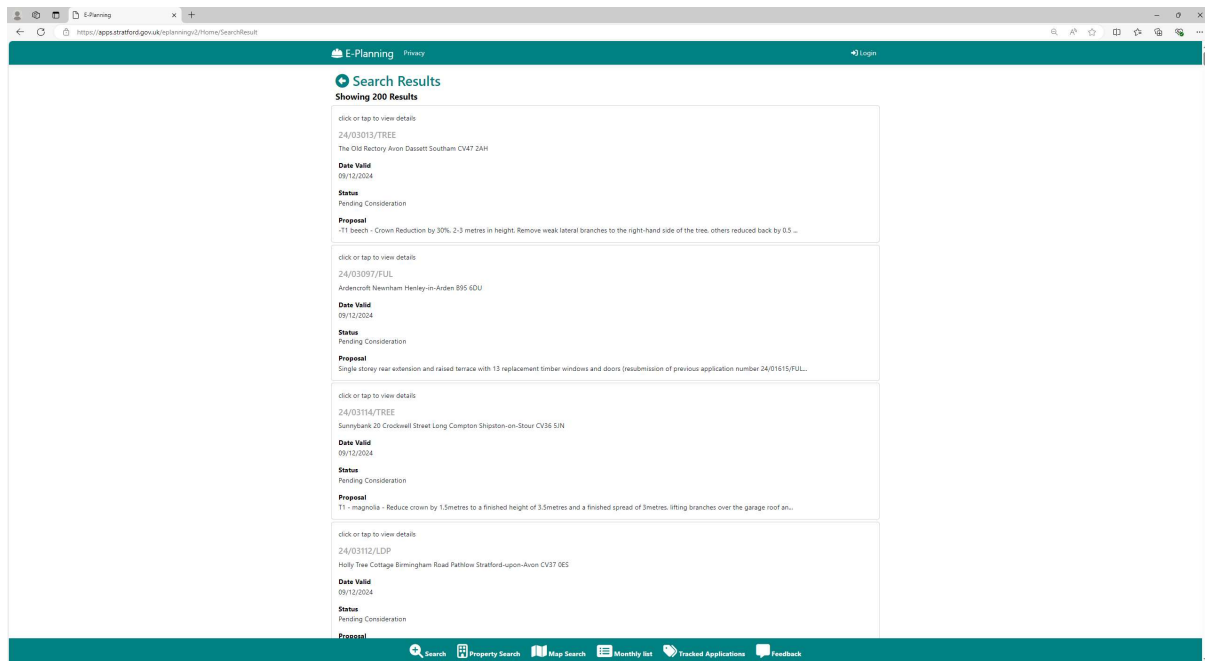 E-Planning
https://apps.stratford.gov.uk/eplanningv2/Home/SearchResult
E-Planning Privacy Login
Search Results
Showing 200 Results
click or tap to view details
24/03013/TREE
The Old Rectory Avon Dassett Southam CV47 2AH
Date Valid
09/12/2024
Status
Pending Consideration
Proposal
-T1 beech - Crown Reduction by 30%, 2-3 metres in height. Remove weak lateral branches to the right-hand side of the tree, others reduced back by 0.5 ...
click or tap to view details
24/03097/FUL
Ardencroft Newnham Henley-in-Arden B95 6DU
Date Valid
09/12/2024
Status
Pending Consideration
Proposal
Single storey rear extension and raised terrace with 13 replacement timber windows and doors (resubmission of previous application number 24/01615/FUL...
click or tap to view details
24/03114/TREE
Sunnybank 20 Crockwell Street Long Compton Shipston-on-Stour CV36 5JN
Date Valid
09/12/2024
Status
Pending Consideration
Proposal
T1 - magnolia - Reduce crown by 1.5metres to a finished height of 3.5metres and a finished spread of 3metres, lifting branches over the garage roof an...
click or tap to view details
24/03112/LDP
Holly Tree Cottage Birmingham Road Pathlow Stratford-upon-Avon CV37 0ES
Date Valid
09/12/2024
Status
Pending Consideration
Proposal
Search Property Search Map Search Monthly list Tracked Applications Feedback